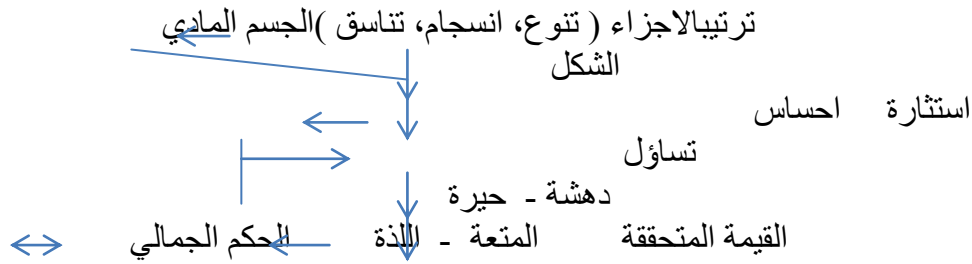 ترتيبالاجزاء ( تنوع، انسجام، تناسق )الجسم المادي
الشكل
استثارة احساس
تساؤل
دهشة - حيرة
القيمة المتحققة المتعة - اللذة الحكم الجمالي